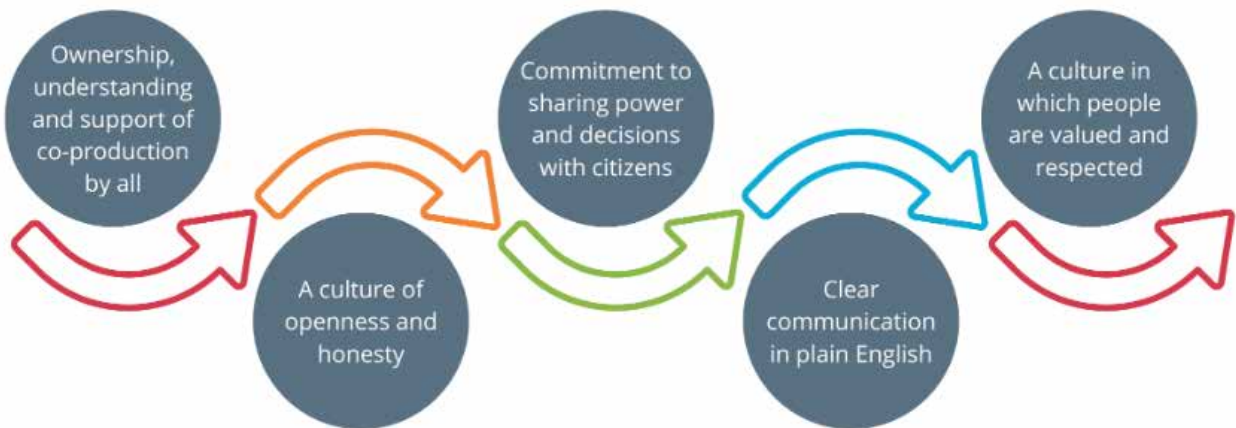 Ownership,
understanding
and support of
co-production
by all
A culture of
openness and
honesty
Commitment to
sharing power
and decisions
with citizens
Clear
communication
in plain English
A culture in
which people
are valued and
respected